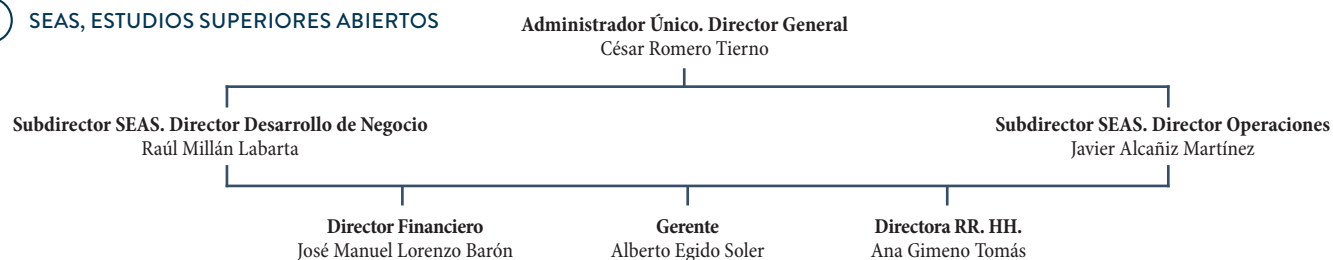 SEAS, ESTUDIOS SUPERIORES ABIERTOS
Administrador Único. Director General
César Romero Tierno
Subdirector SEAS. Director Desarrollo de Negocio
Raúl Millán Labarta
Subdirector SEAS. Director Operaciones
Javier Alcañiz Martínez
Director Financiero
José Manuel Lorenzo Barón
Gerente
Alberto Egido Soler
Directora RR. HH.
Ana Gimeno Tomás